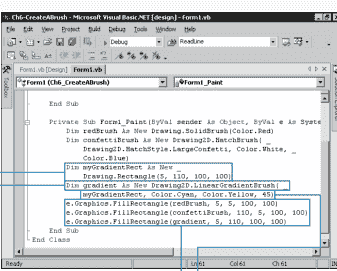 Ch6-CreateABrush - Microsoft Visual Basic.NET [design] - Form1.vb
File Edit View Project Build Debug Tools Window Help
Debug ReadLine
Form1.vb [Design] Form1.vb
Form1 (Ch6_CreateABrush) Form1_Paint
Toolbox
End Sub
Private Sub Form1_Paint(ByVal sender As Object, ByVal e As Syste
Dim redBrush As New Drawing.SolidBrush(Color.Red)
Dim confettiBrush As New Drawing2D.HatchBrush( _
Drawing2D.HatchStyle.LargeConfetti, Color.White, _
Color.Blue)
Dim myGradientRect As New _
Drawing.Rectangle(5, 110, 100, 100)
Dim gradient As New Drawing2D.LinearGradientBrush( _
myGradientRect, Color.Cyan, Color.Yellow, 45)
e.Graphics.FillRectangle(redBrush, 5, 5, 100, 100)
e.Graphics.FillRectangle(confettiBrush, 110, 5, 100, 100)
e.Graphics.FillRectangle(gradient, 5, 110, 100, 100)
End Sub
End Class
Ready Ln 61 Col 61 Ch 61